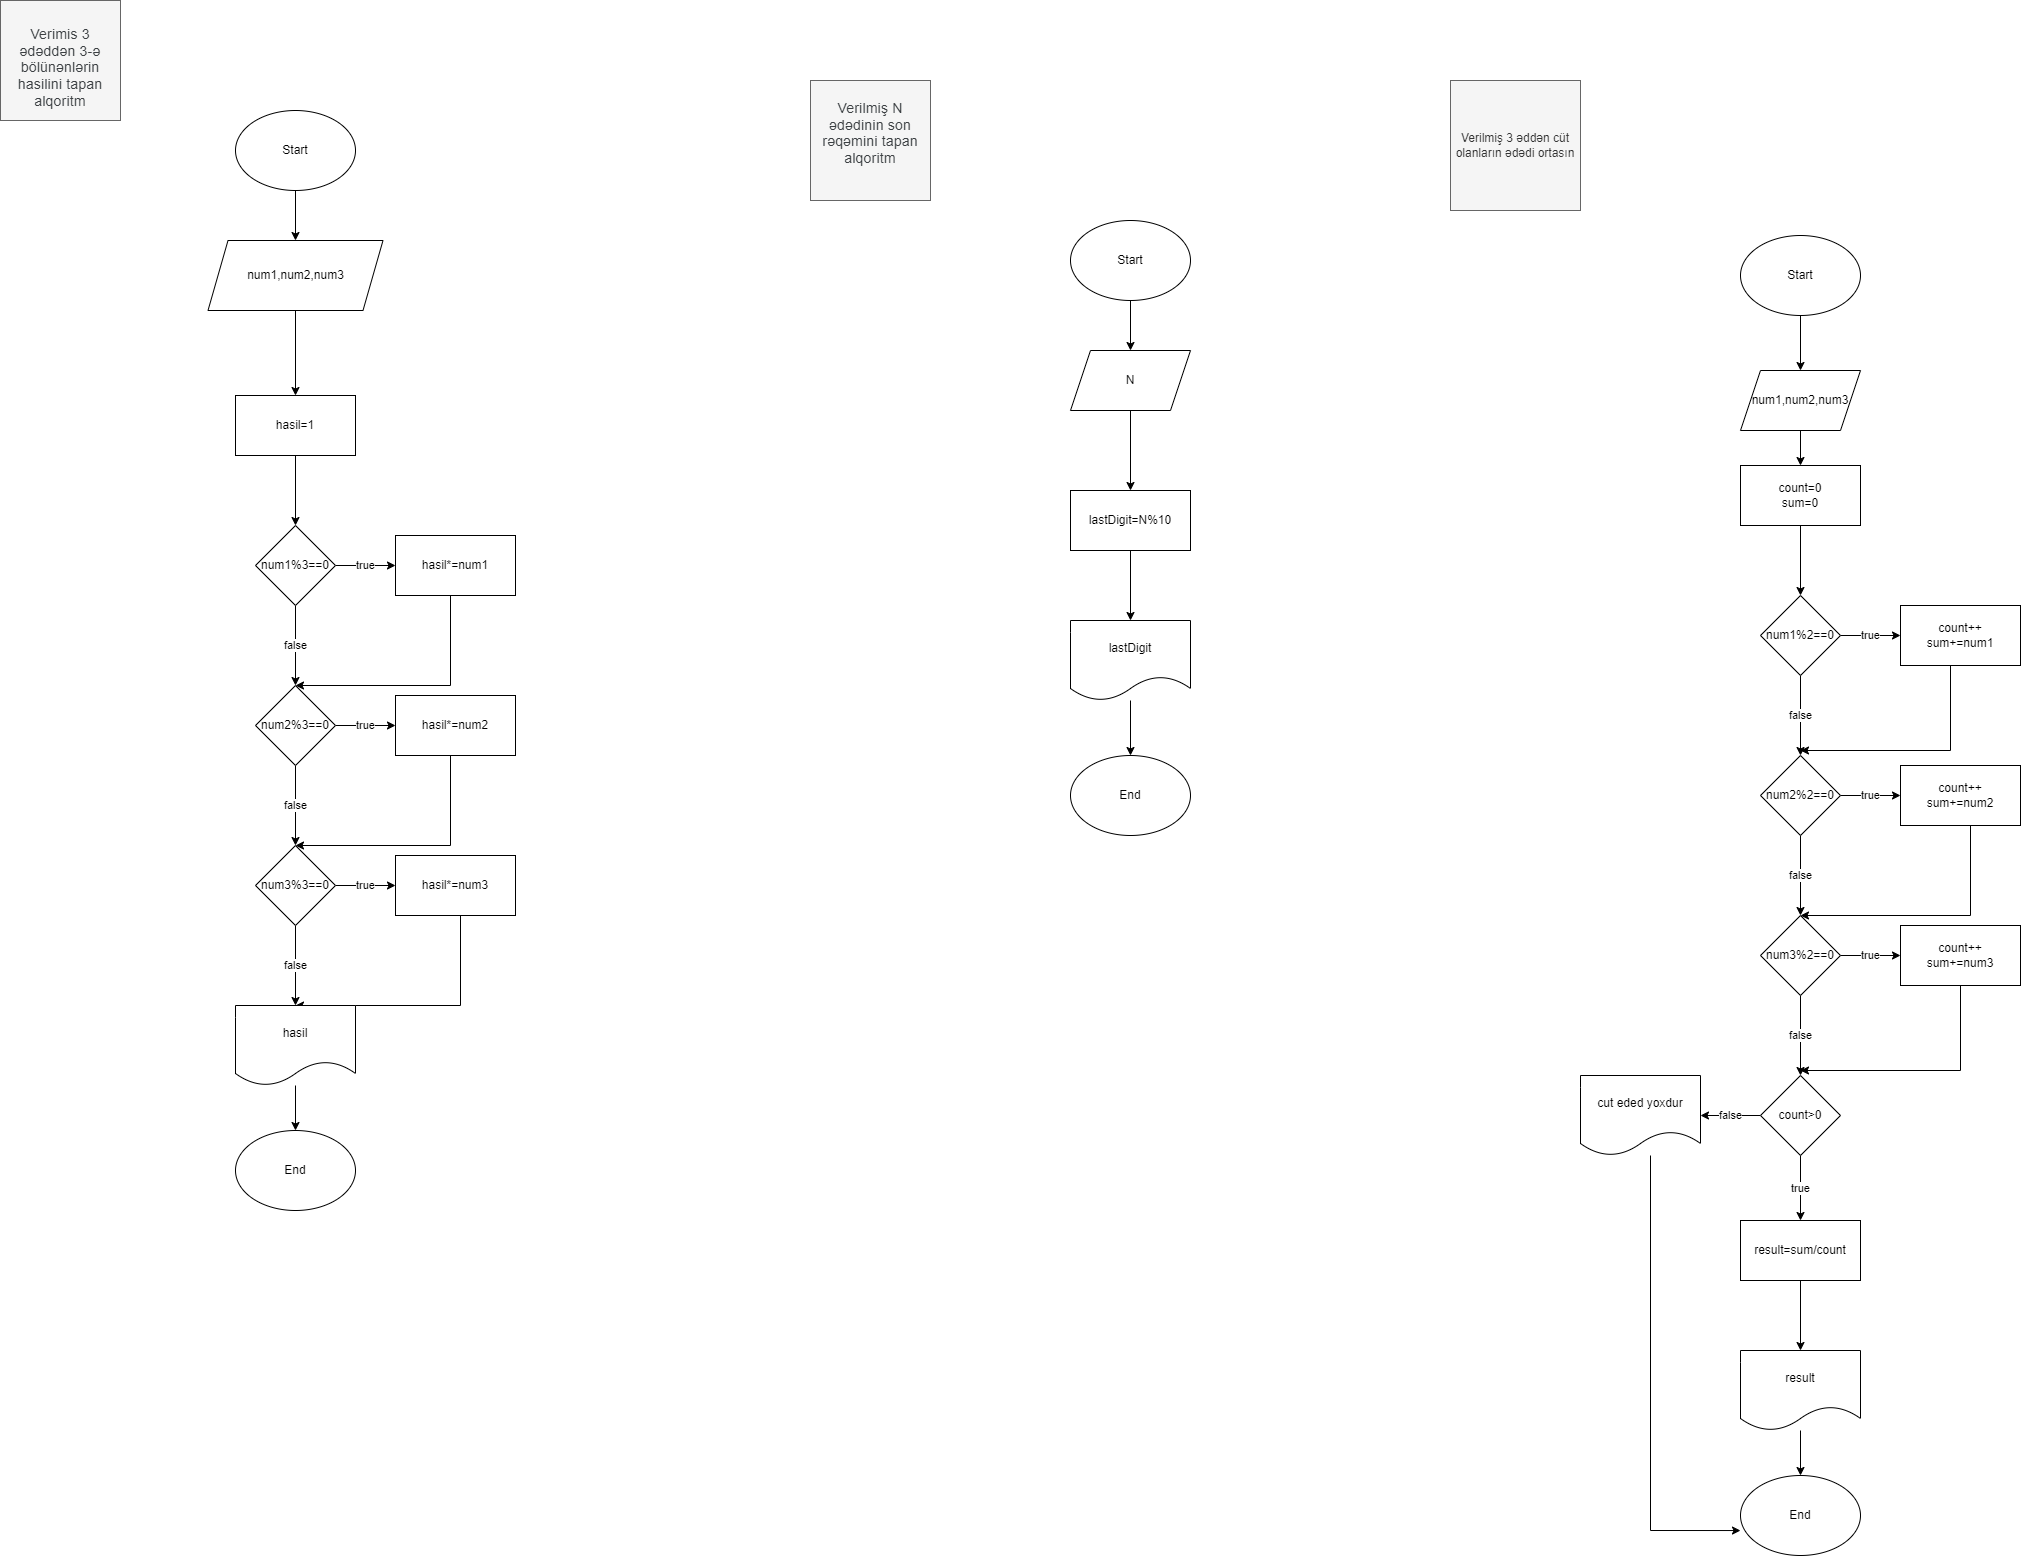 Verimis 3
ədəddən 3-ə
bölünənlərin
hasilini tapan
alqoritm
Start
num1,num2,num3
hasil=1
num1%3==0
true
hasil*=num1
false
num2%3==0
true
hasil*=num2
false
num3%3==0
true
hasil*=num3
false
hasil
End
Verilmiş N
ədədinin son
rəqəmini tapan
alqoritm
Start
N
lastDigit=N%10
lastDigit
End
Verilmiş 3 əddən cüt
olanların ədədi ortasın
Start
num1,num2,num3
count=0
sum=0
num1%2==0
true
count++
sum+=num1
false
num2%2==0
true
count++
sum+=num2
false
num3%2==0
true
count++
sum+=num3
false
count>0
false
cut eded yoxdur
true
result=sum/count
result
End